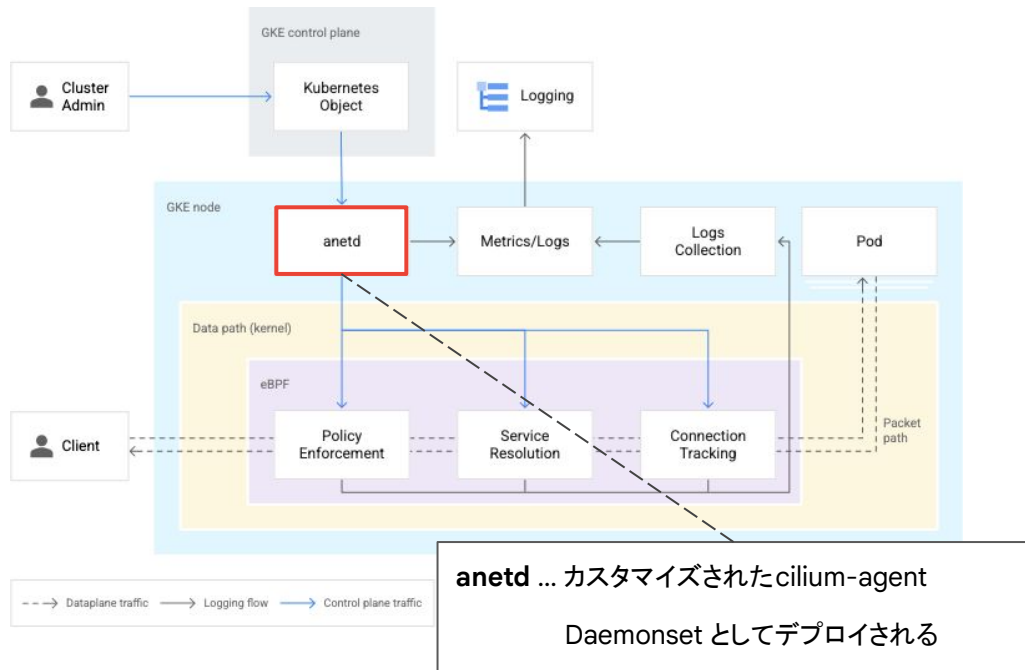 GKE control plane
Cluster
Admin
Kubernetes
Object
Logging
GKE node
anetd
Metrics/Logs
Logs
Collection
Pod
Data path (kernel)
eBPF
Client
Policy
Enforcement
Service
Resolution
Connection
Tracking
Packet
path
anetd ... カスタマイズされたcilium-agent
Daemonset としてデプロイされる
Dataplane traffic
Logging flow
Control plane traffic